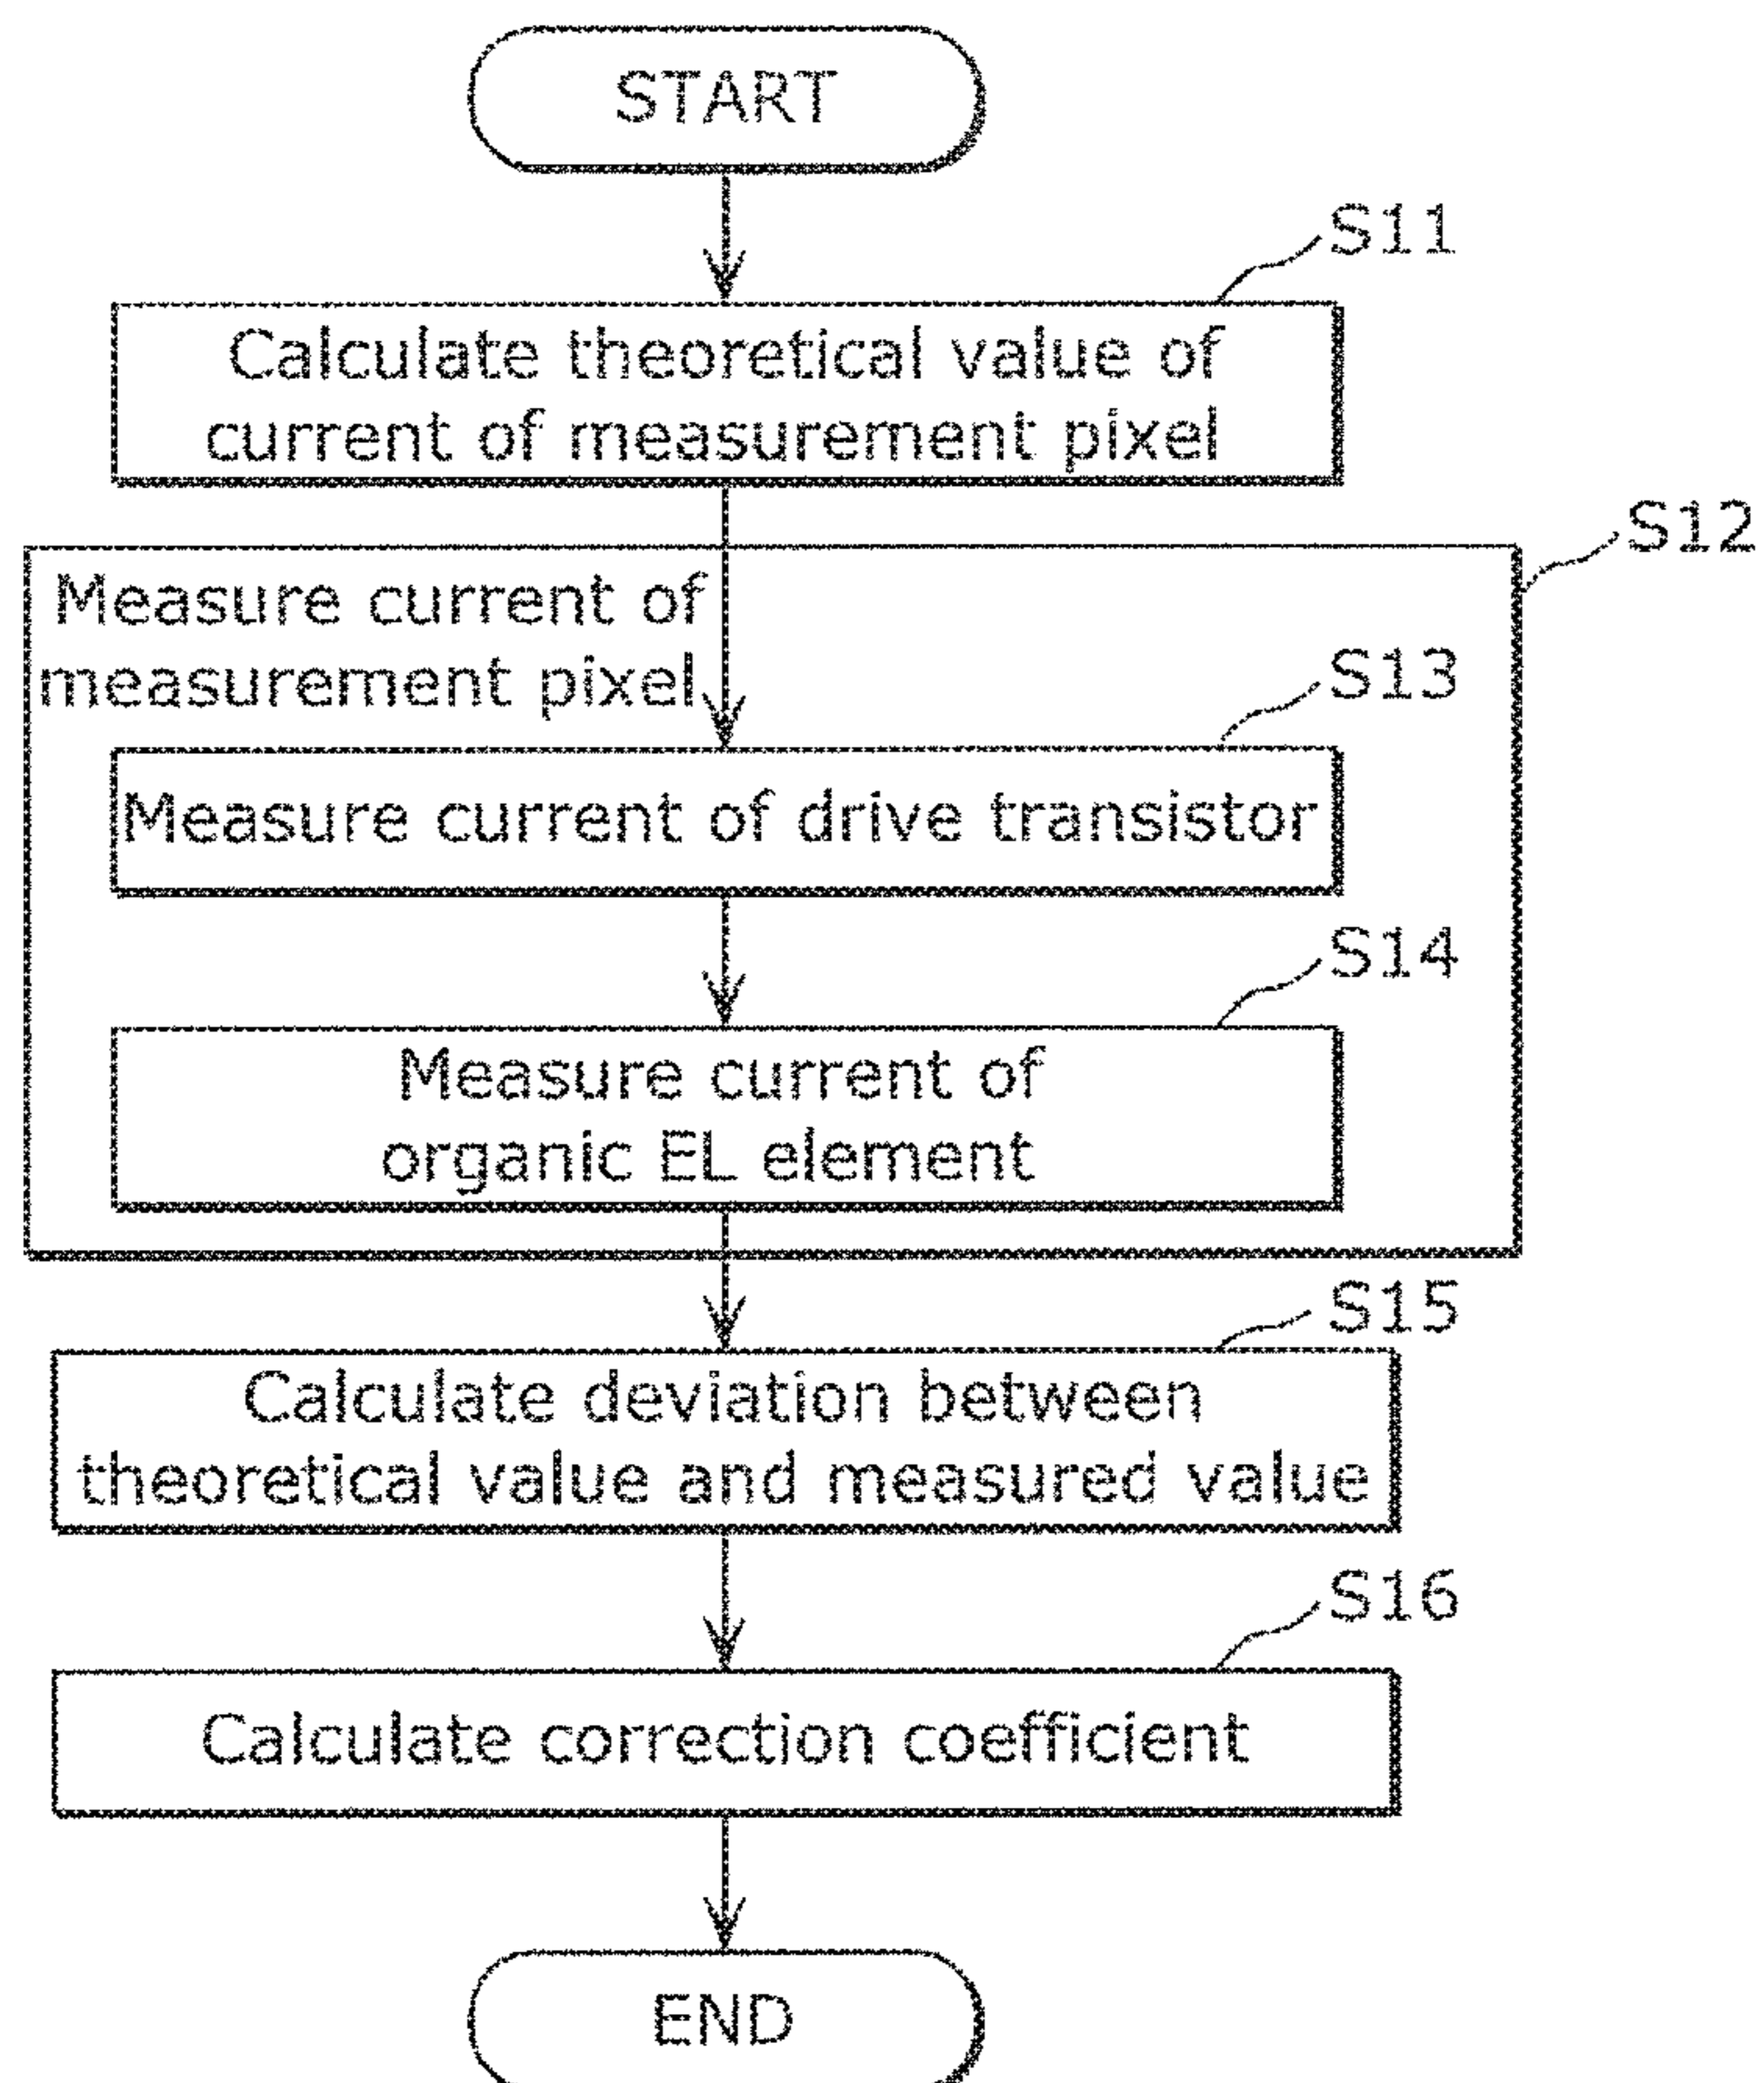 START
S11
Calculate theoretical value of
current of measurement pixel
S12
Measure current of
measurement pixel
S13
Measure current of drive transistor
S14
Measure current of
organic EL element
S15
Calculate deviation between
theoretical value and measured value
S16
Calculate correction coefficient
END